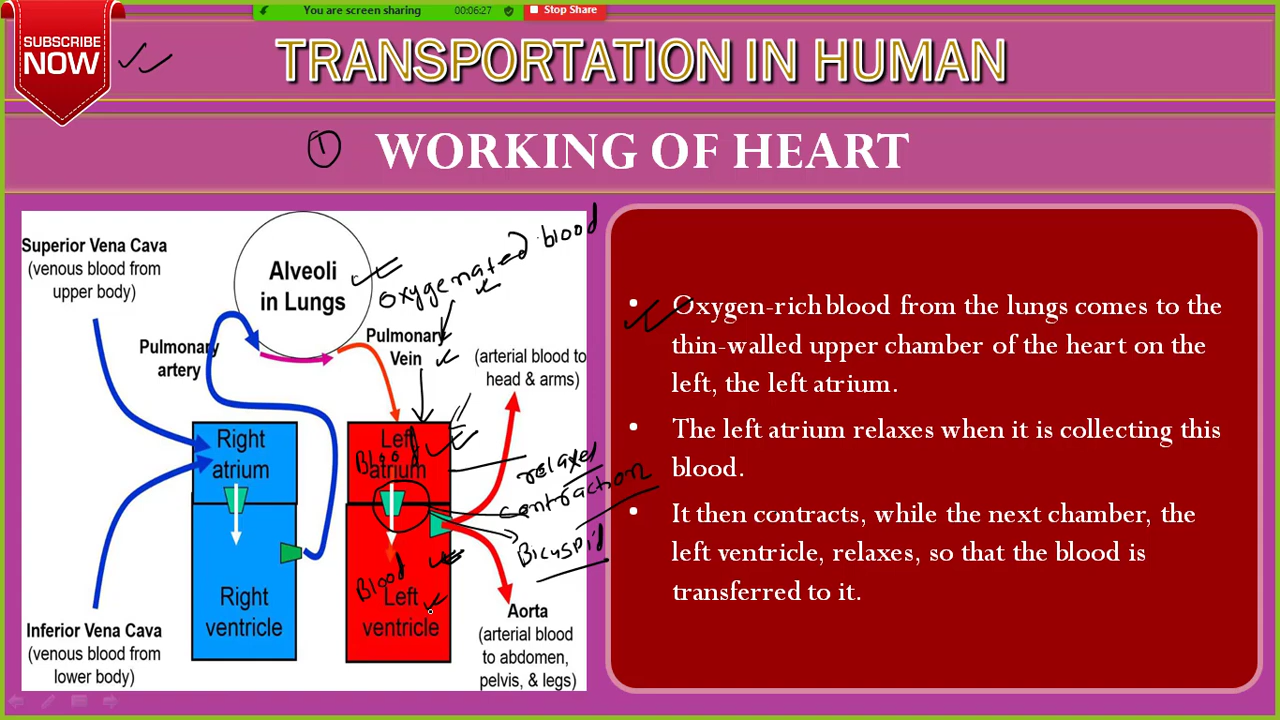 You are screen sharing 00:06:27 Stop Share
SUBSCRIBE
NOW
TRANSPORTATION IN HUMAN
1 WORKING OF HEART
Superior Vena Cava
(venous blood from
upper body)
Alveoli
in Lungs
Oxygenated blood
Pulmonary
artery
Pulmonary
Vein
(arterial blood to
head & arms)
Right
atrium
Left
atrium
Blood
relaxes
contraction
Bicuspid
Blood
Right
ventricle
Left
ventricle
Inferior Vena Cava
(venous blood from
lower body)
Aorta
(arterial blood
to abdomen,
pelvis, & legs)
• Oxygen-rich blood from the lungs comes to the
thin-walled upper chamber of the heart on the
left, the left atrium.
• The left atrium relaxes when it is collecting this
blood.
• It then contracts, while the next chamber, the
left ventricle, relaxes, so that the blood is
transferred to it.